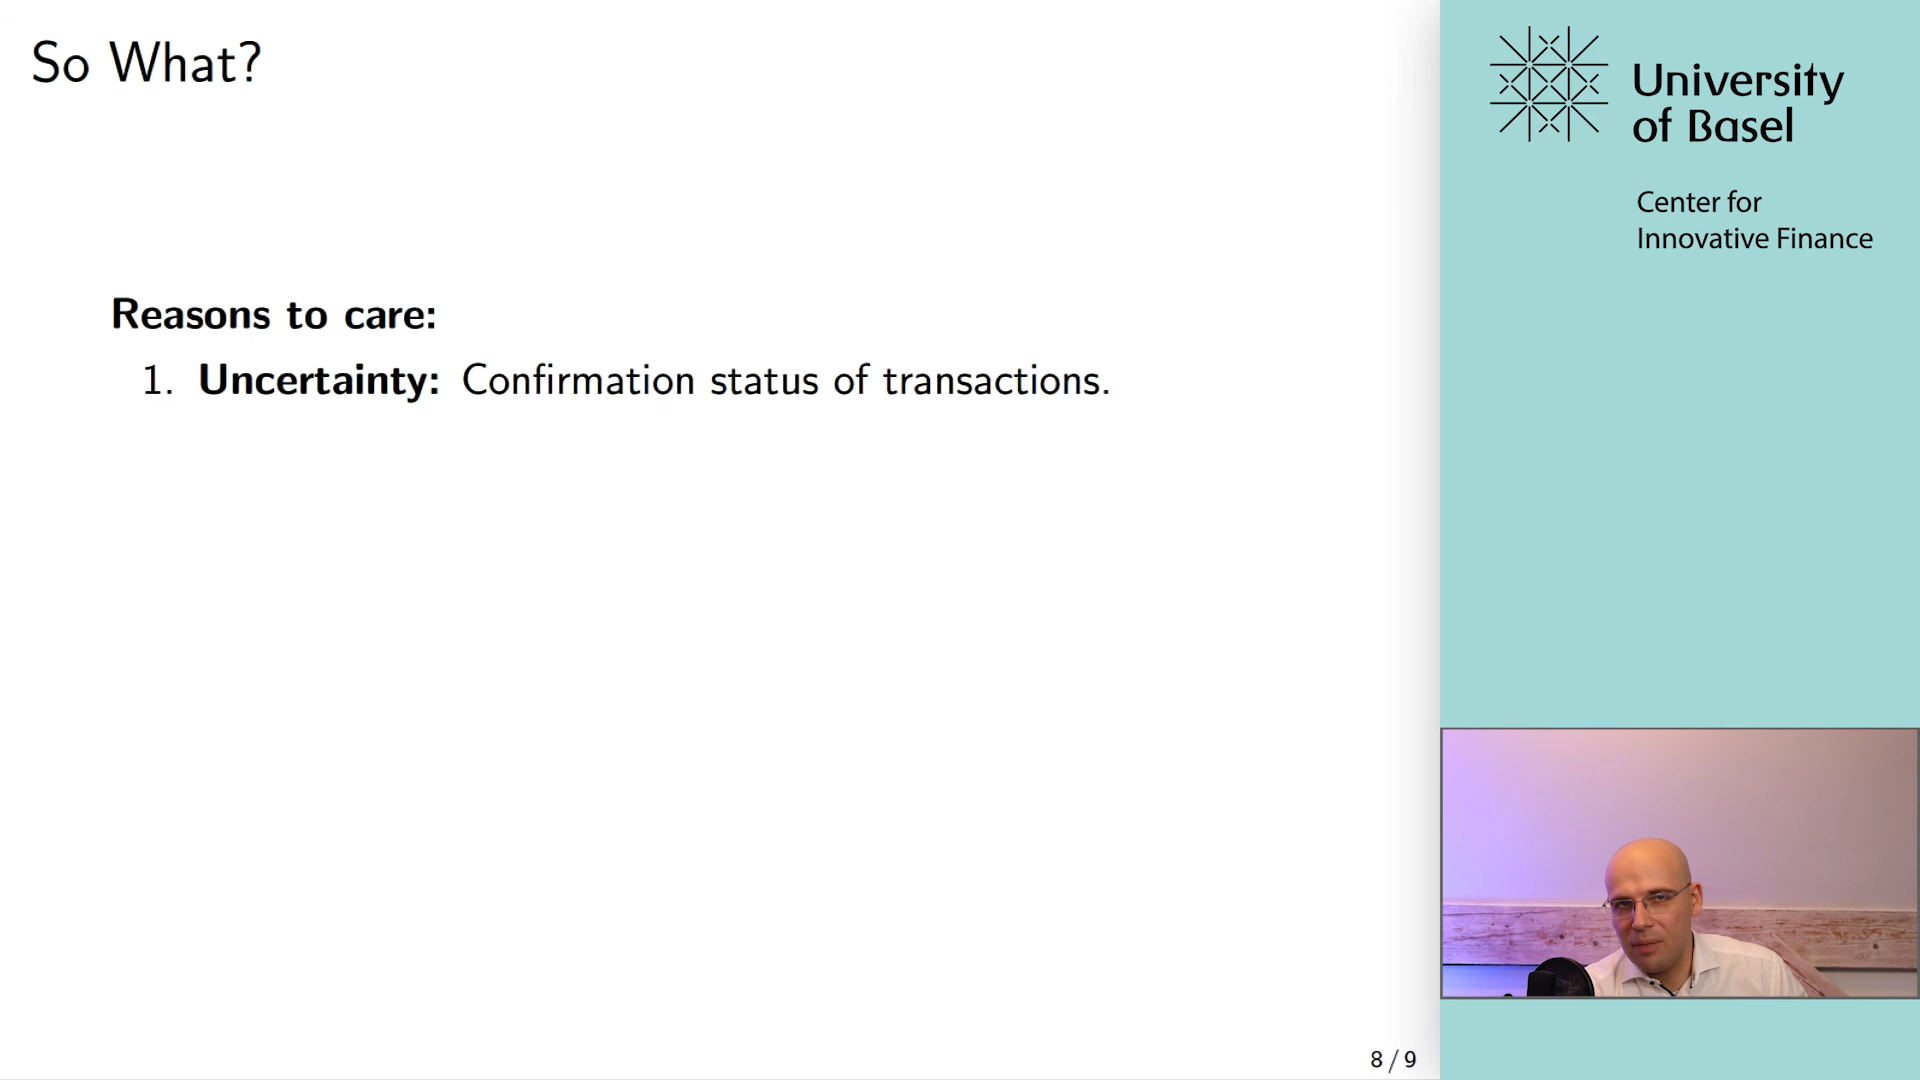 So What?
Reasons to care:
1. Uncertainty: Confirmation status of transactions.
8 / 9
University
of Basel
Center for
Innovative Finance